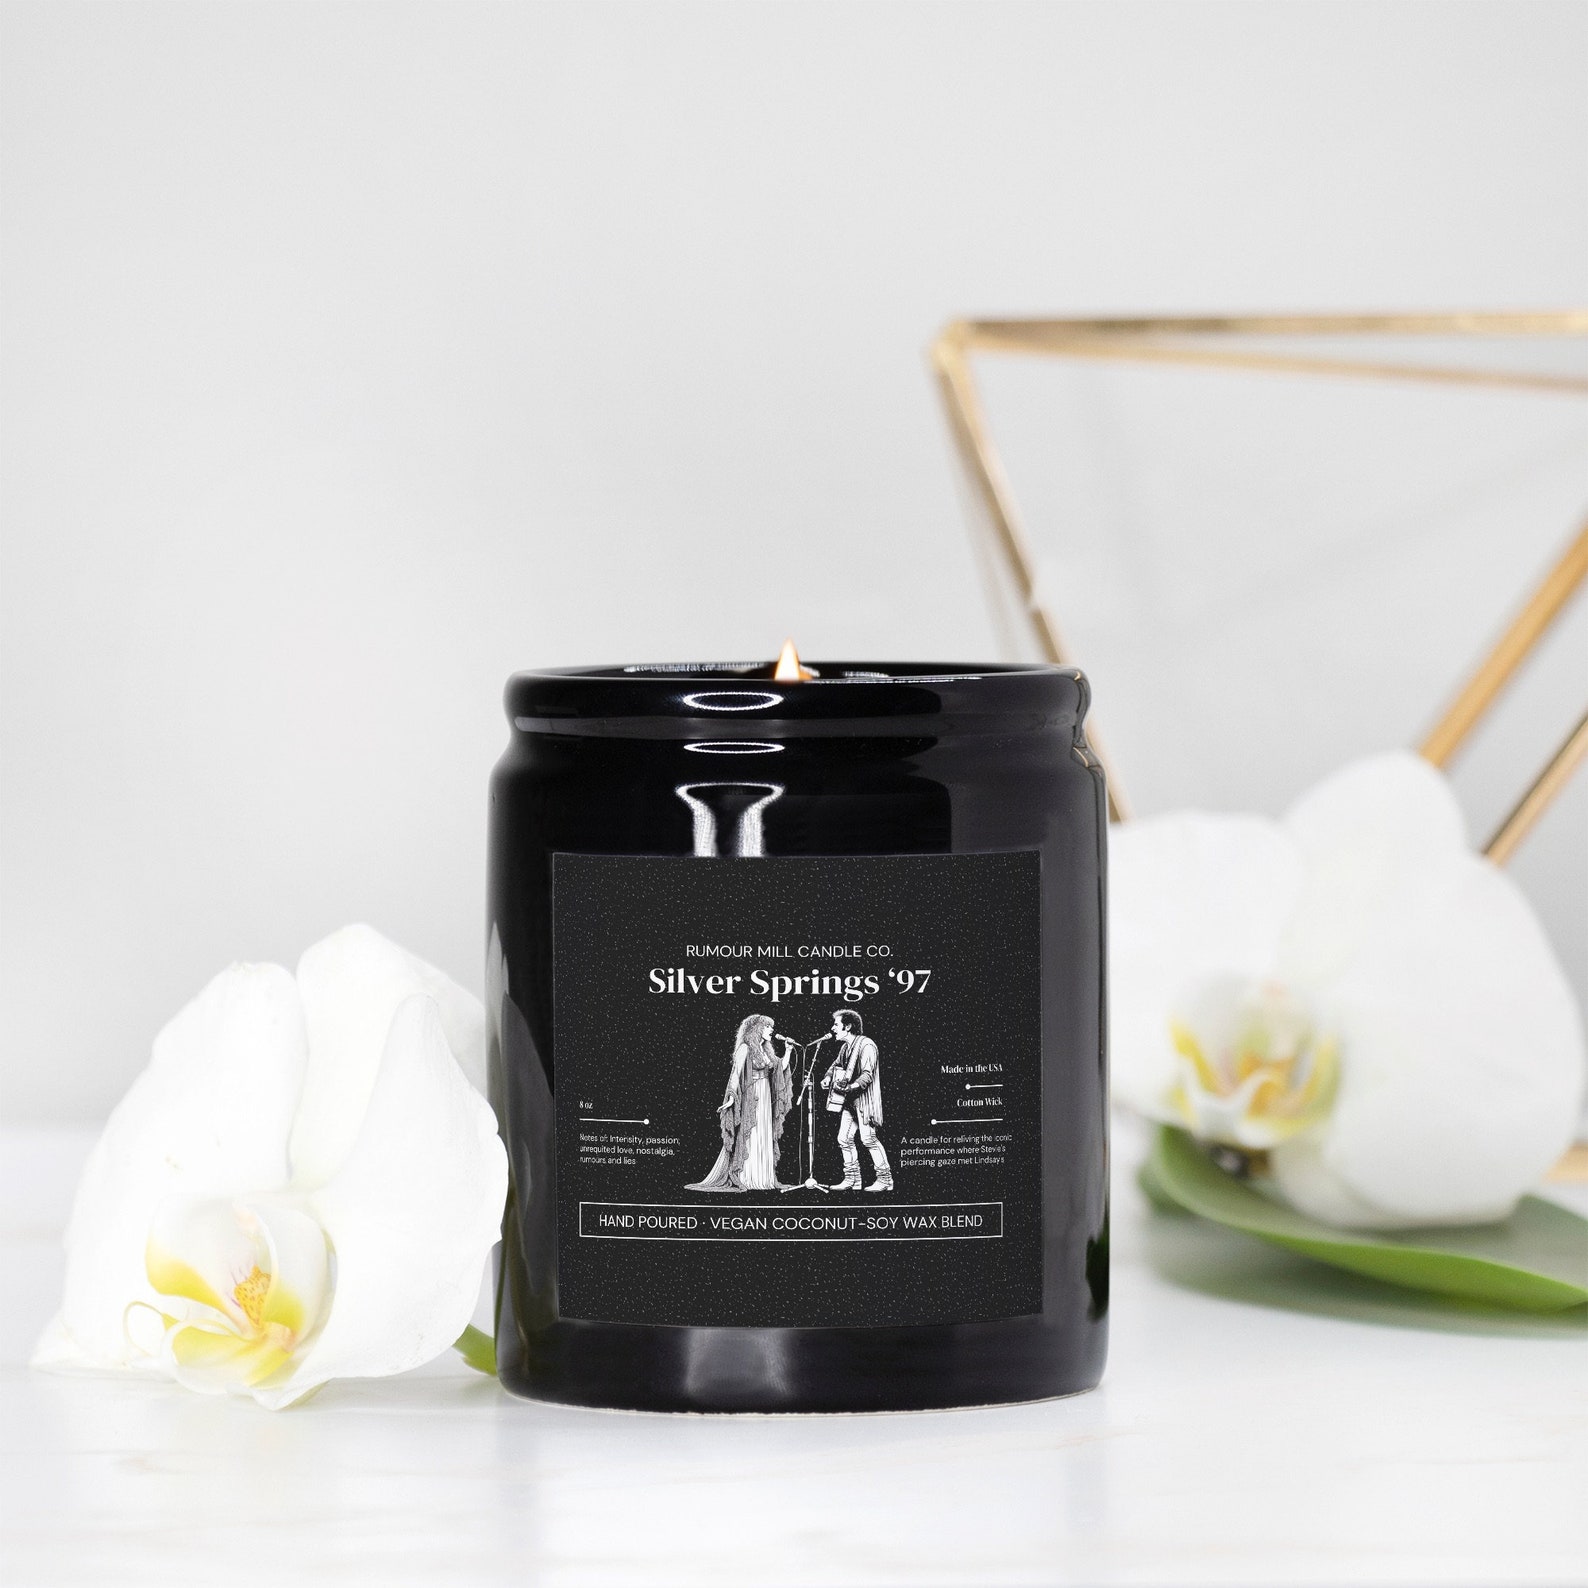 RUMOUR MILL CANDLE CO.
Silver Springs ‘97
Made in the USA
Cotton Wick
8 oz
Notes of: Intensity, passion,
unrequited love, nostalgia,
rumours and lies
A candle for reliving the iconic
performance where Stevie's
piercing gaze met Lindsays
HAND POURED · VEGAN COCONUT-SOY WAX BLEND